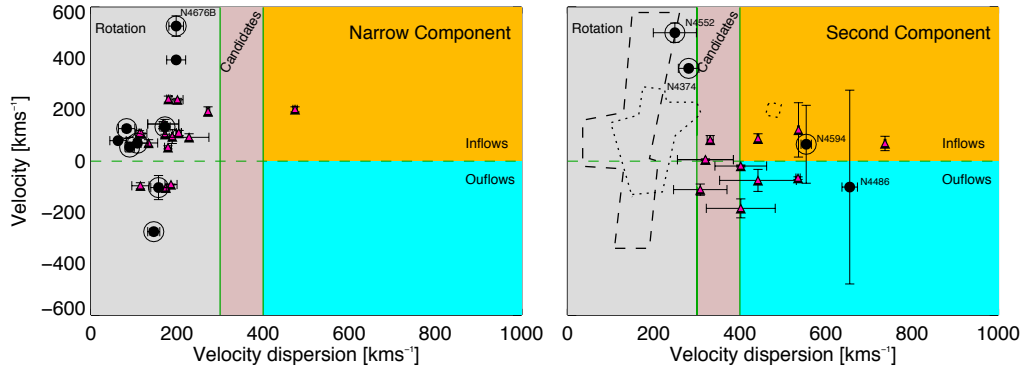 600
400
200
0
−200
−400
−600
Velocity [kms⁻¹]
Rotation
N4676B
Candidates
Narrow Component
Inflows
Ouflows
0
200
400
600
800
1000
Velocity dispersion [kms⁻¹]
Rotation
N4552
N4374
Candidates
Second Component
N4594
Inflows
Ouflows
N4486
0
200
400
600
800
1000
Velocity dispersion [kms⁻¹]